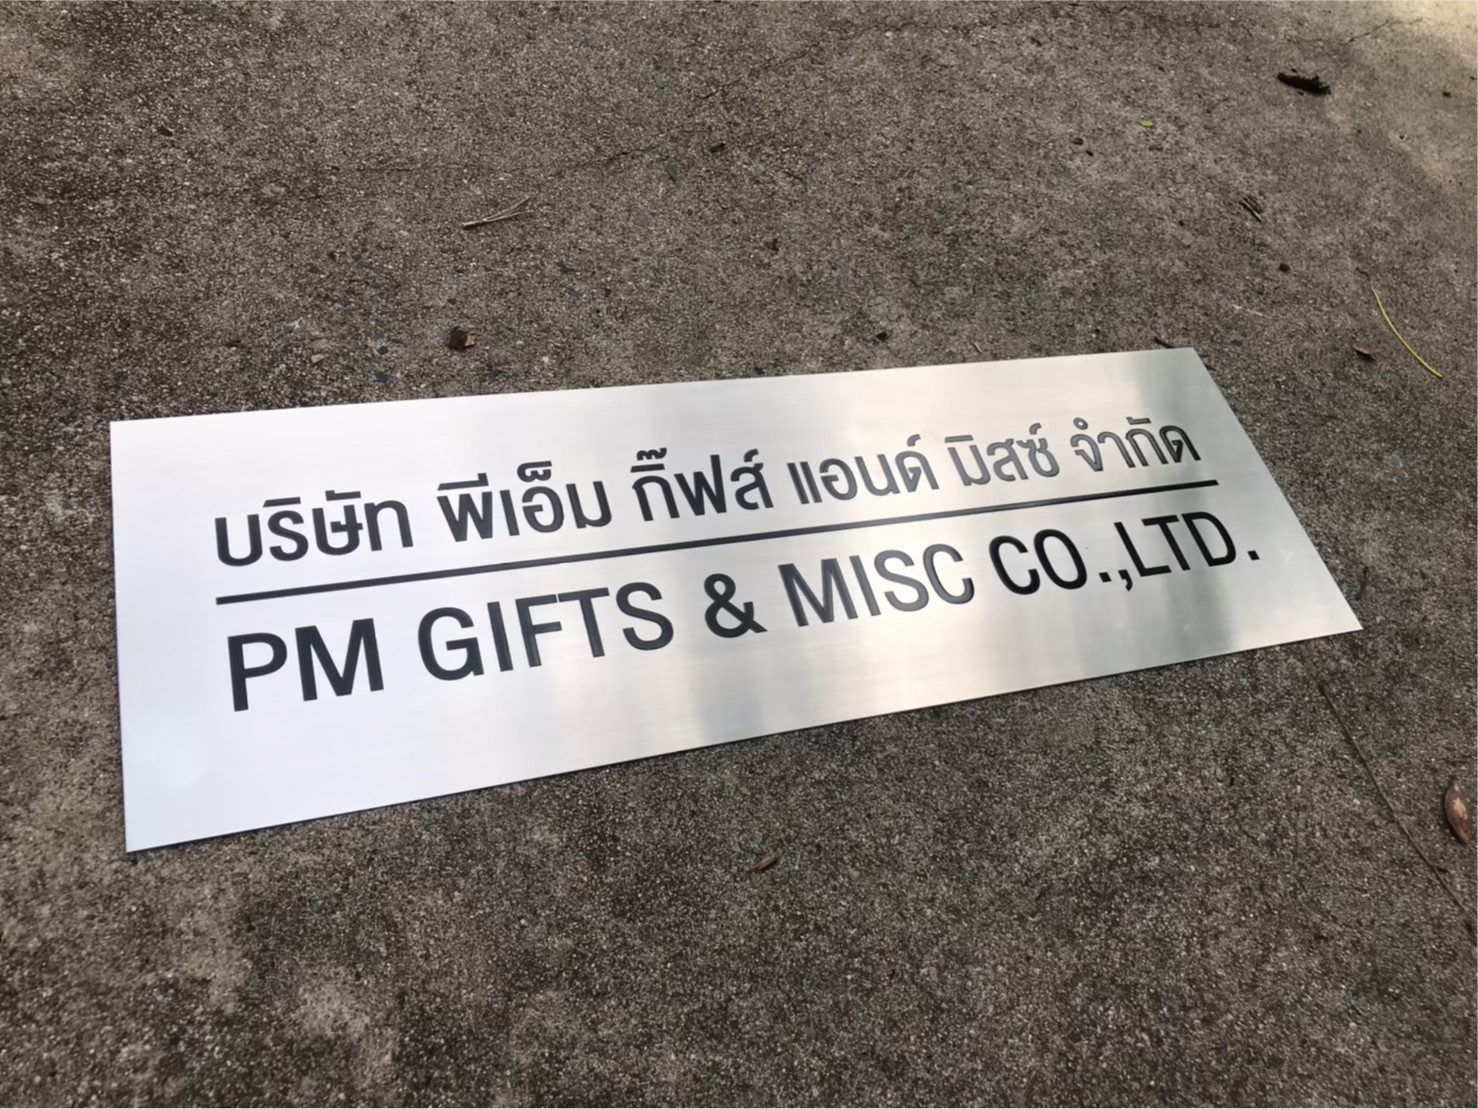 บริษัท พีเอ็ม กิ๊ฟส์ แอนด์ มิสซ์ จำกัด
PM GIFTS & MISC CO.,LTD.